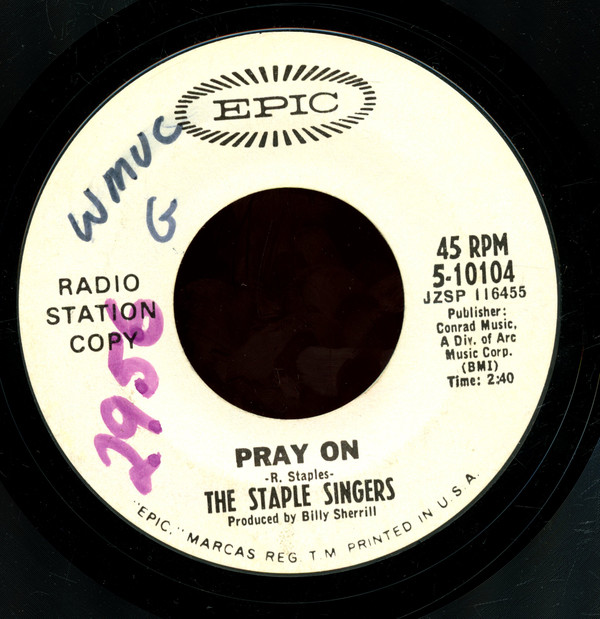 EPIC
WMUC
G
RADIO
STATION
COPY
2956
45 RPM
5-10104
JZSP 116455
Publisher:
Conrad Music,
A Div. of Arc
Music Corp.
(BMI)
Time: 2:40
PRAY ON
-R. Staples-
THE STAPLE SINGERS
Produced by Billy Sherrill
"EPIC," MARCAS REG. T.M. PRINTED IN U.S.A.